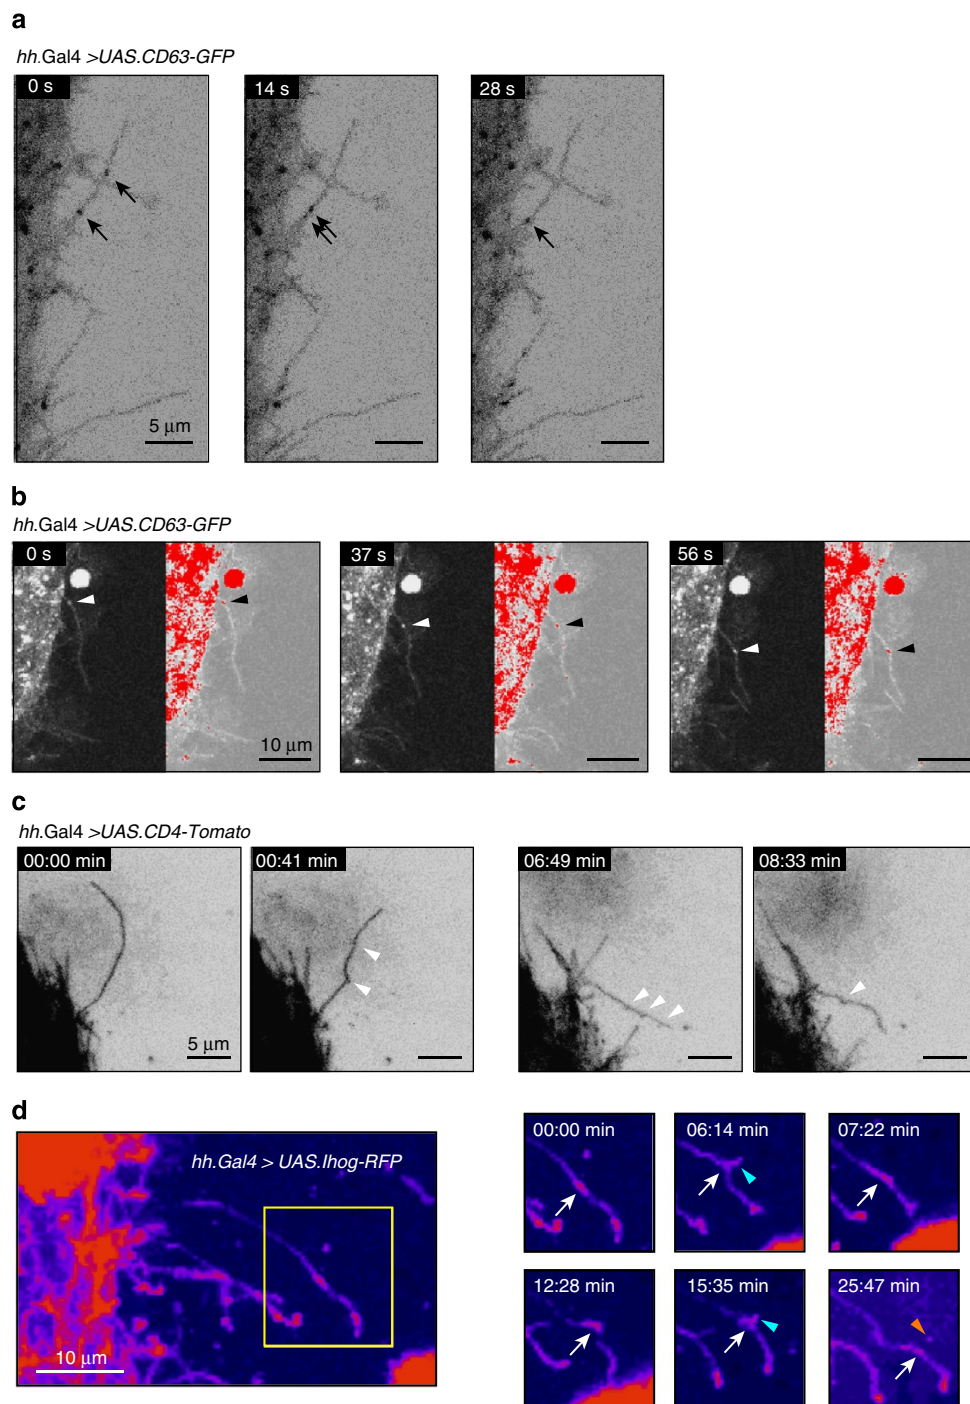 a
hh.Gal4 >UAS.CD63-GFP
0 s
14 s
28 s
5 μm
b
hh.Gal4 >UAS.CD63-GFP
0 s
37 s
56 s
10 μm
c
hh.Gal4 >UAS.CD4-Tomato
00:00 min
00:41 min
06:49 min
08:33 min
5 μm
d
hh.Gal4 > UAS.Ihog-RFP
10 μm
00:00 min
06:14 min
07:22 min
12:28 min
15:35 min
25:47 min